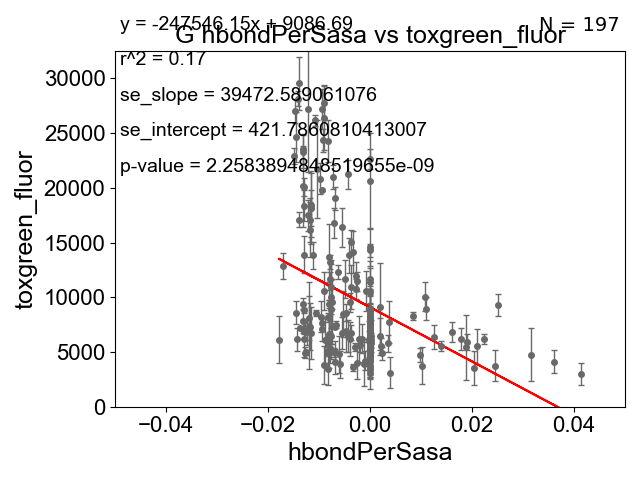 y = -247546.15x + 9086.69
N = 197
G hbondPerSasa vs toxgreen_fluor
r^2 = 0.17
se_slope = 39472.589061076
se_intercept = 421.7860810413007
p-value = 2.2583894848519655e-09
30000
25000
20000
15000
10000
5000
0
toxgreen_fluor
−0.04
−0.02
0.00
0.02
0.04
hbondPerSasa